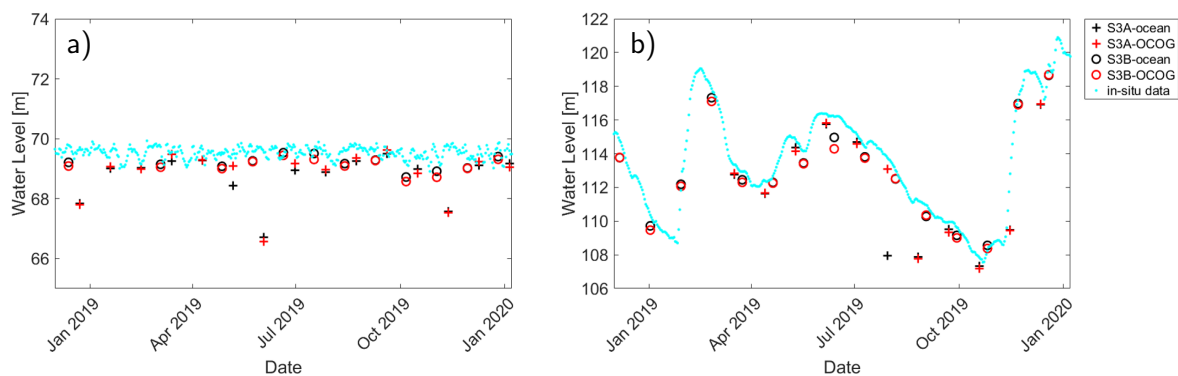 a)
74
72
70
68
66
Water Level [m]
Jan 2019
Apr 2019
Jul 2019
Oct 2019
Jan 2020
Date
b)
122
120
118
116
114
112
110
108
106
Water Level [m]
Jan 2019
Apr 2019
Jul 2019
Oct 2019
Jan 2020
Date
S3A-ocean
S3A-OCOG
S3B-ocean
S3B-OCOG
in-situ data